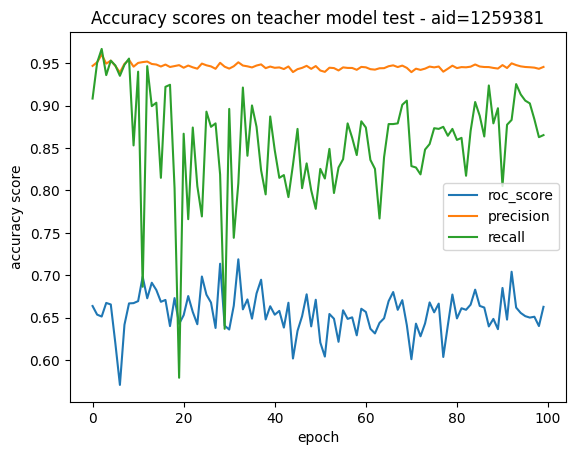 Accuracy scores on teacher model test - aid=1259381
accuracy score
0.95
0.90
0.85
0.80
0.75
0.70
0.65
0.60
roc_score
precision
recall
0
20
40
60
80
100
epoch